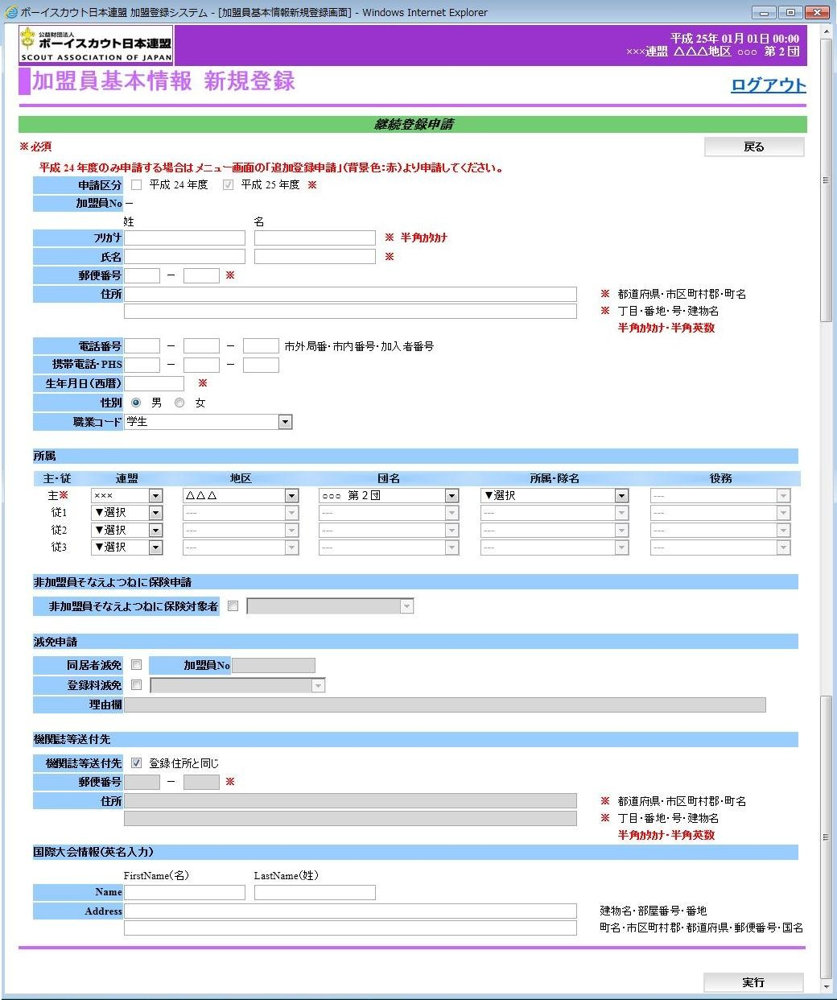 ボーイスカウト日本連盟 加盟登録システム - [加盟員基本情報新規登録画面] - Windows Internet Explorer
公益財団法人
ボーイスカウト日本連盟
SCOUT ASSOCIATION OF JAPAN
平成 25年 01月 01日 00:00
×××連盟 △△△地区 ○○○ 第 2 団
加盟員基本情報 新規登録
ログアウト
継続登録申請
※必須
戻る
平成 24 年度のみ申請する場合はメニュー画面の「追加登録申請」(背景色:赤)より申請してください。
申請区分 平成 24 年度 平成 25 年度 ※
加盟員No ―
姓 名
フリガナ ※ 半角カタカナ
氏名 ※
郵便番号 － ※
住所 ※ 都道府県・市区町村郡・町名
※ 丁目・番地・号・建物名
半角カタカナ・半角英数
電話番号 － － 市外局番・市内番号・加入者番号
携帯電話・PHS － －
生年月日(西暦) ※
性別 男 女
職業コード 学生
所属
主・従 連盟 地区 団名 所属・隊名 役務
主※ ××× △△△ ○○○ 第２団 ▼選択 ---
従1 ▼選択 --- --- --- ---
従2 ▼選択 --- --- --- ---
従3 ▼選択 --- --- --- ---
非加盟員そなえよつねに保険申請
非加盟員そなえよつねに保険対象者
減免申請
同居者減免 加盟員No
登録料減免
理由欄
機関誌等送付先
機関誌等送付先 登録住所と同じ
郵便番号 － ※
住所 ※ 都道府県・市区町村郡・町名
※ 丁目・番地・号・建物名
半角カタカナ・半角英数
国際大会情報(英名入力)
FirstName(名) LastName(姓)
Name
Address 建物名・部屋番号・番地
町名・市区町村郡・都道府県・郵便番号・国名
実行